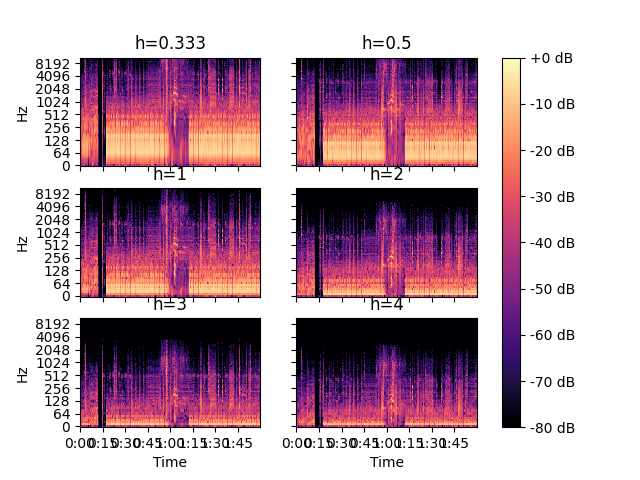 h=0.333
h=0.5
+0 dB
-10 dB
-20 dB
-30 dB
-40 dB
-50 dB
-60 dB
-70 dB
-80 dB
Hz
8192
4096
2048
1024
512
256
128
64
0
h=1
h=2
Hz
8192
4096
2048
1024
512
256
128
64
0
h=3
h=4
Hz
8192
4096
2048
1024
512
256
128
64
0
0:00 0:15 0:30 0:45 1:00 1:15 1:30 1:45
0:00 0:15 0:30 0:45 1:00 1:15 1:30 1:45
Time
Time